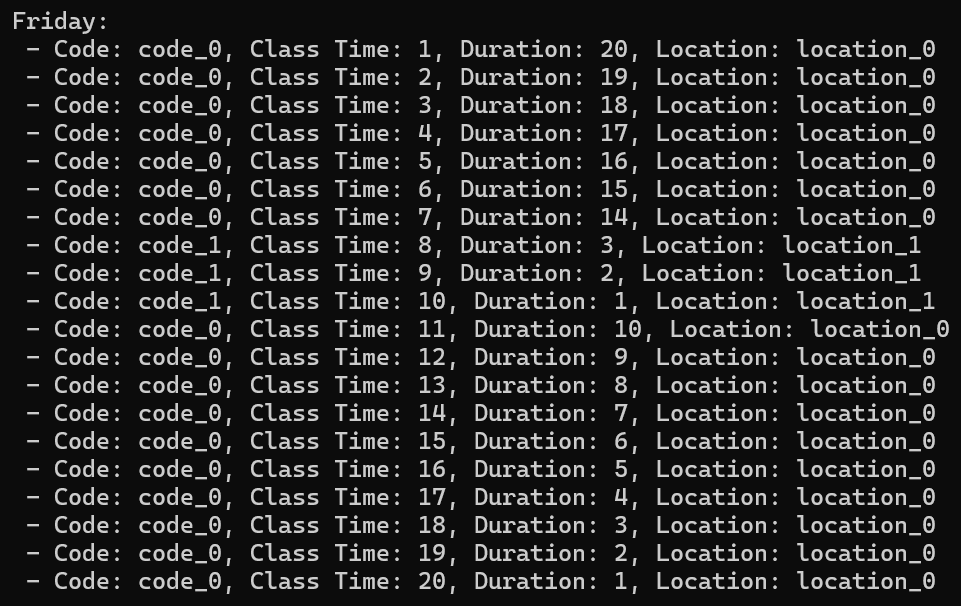 Friday:
- Code: code_0, Class Time: 1, Duration: 20, Location: location_0
- Code: code_0, Class Time: 2, Duration: 19, Location: location_0
- Code: code_0, Class Time: 3, Duration: 18, Location: location_0
- Code: code_0, Class Time: 4, Duration: 17, Location: location_0
- Code: code_0, Class Time: 5, Duration: 16, Location: location_0
- Code: code_0, Class Time: 6, Duration: 15, Location: location_0
- Code: code_0, Class Time: 7, Duration: 14, Location: location_0
- Code: code_1, Class Time: 8, Duration: 3, Location: location_1
- Code: code_1, Class Time: 9, Duration: 2, Location: location_1
- Code: code_1, Class Time: 10, Duration: 1, Location: location_1
- Code: code_0, Class Time: 11, Duration: 10, Location: location_0
- Code: code_0, Class Time: 12, Duration: 9, Location: location_0
- Code: code_0, Class Time: 13, Duration: 8, Location: location_0
- Code: code_0, Class Time: 14, Duration: 7, Location: location_0
- Code: code_0, Class Time: 15, Duration: 6, Location: location_0
- Code: code_0, Class Time: 16, Duration: 5, Location: location_0
- Code: code_0, Class Time: 17, Duration: 4, Location: location_0
- Code: code_0, Class Time: 18, Duration: 3, Location: location_0
- Code: code_0, Class Time: 19, Duration: 2, Location: location_0
- Code: code_0, Class Time: 20, Duration: 1, Location: location_0